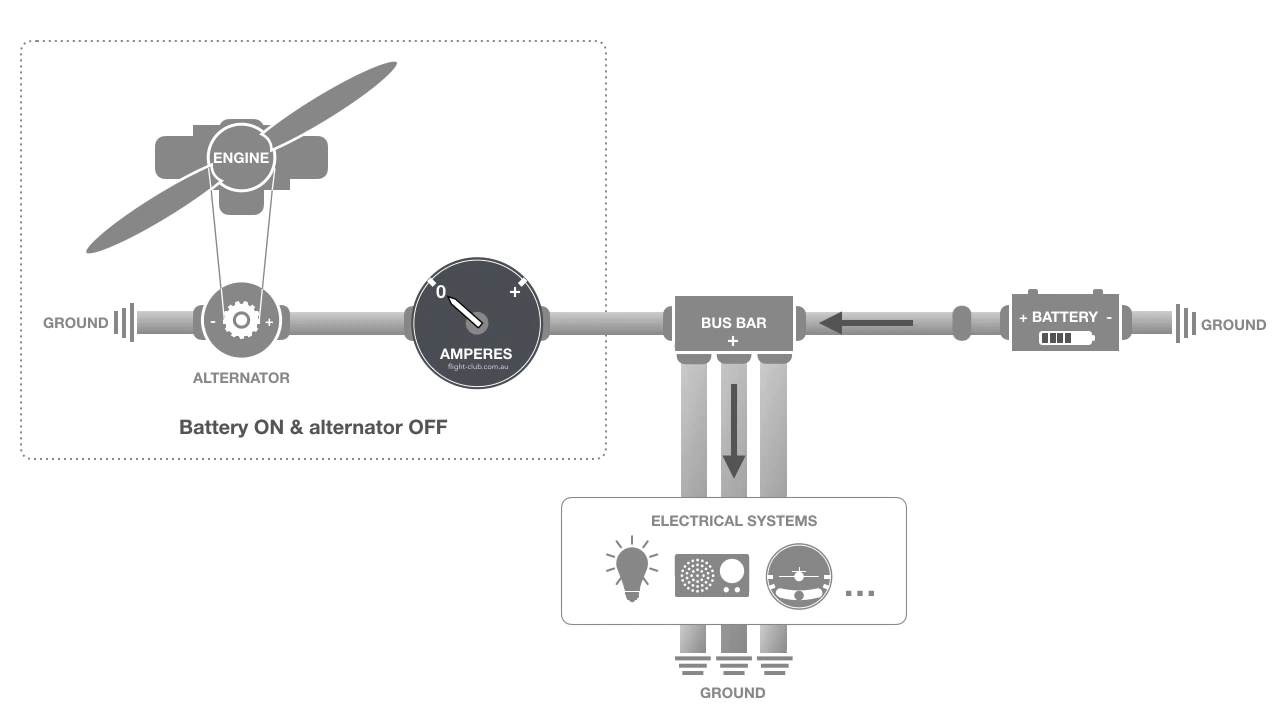 ENGINE
0 +
GROUND
- +
AMPERES
flight-club.com.au
BUS BAR
+
+ BATTERY -
GROUND
ALTERNATOR
Battery ON & alternator OFF
ELECTRICAL SYSTEMS
...
GROUND